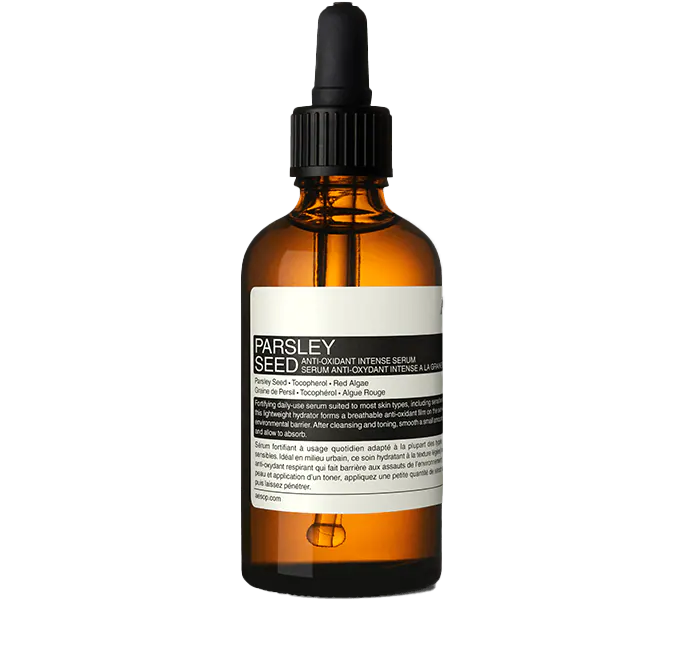 PARSLEY
SEED ANTI-OXIDANT INTENSE SERUM
SERUM ANTI-OXYDANT INTENSE A LA
Parsley Seed • Tocopherol • Red Algae
Graine de Persil • Tocophérol • Algue Rouge
Fortifying daily-use serum suited to most skin types, including
this lightweight hydrator forms a breathable anti-oxidant film on the
environmental barrier. After cleansing and toning, smooth a small
and allow to absorb.
Sérum fortifiant à usage quotidien adapté à la plupart des
sensibles. Idéal en milieu urbain, ce soin hydratant à la texture
anti-oxydant respirant qui fait barrière aux assauts de
peau et application d'un toner, appliquez une petite quantité de
puis laissez pénétrer.
aesop.com